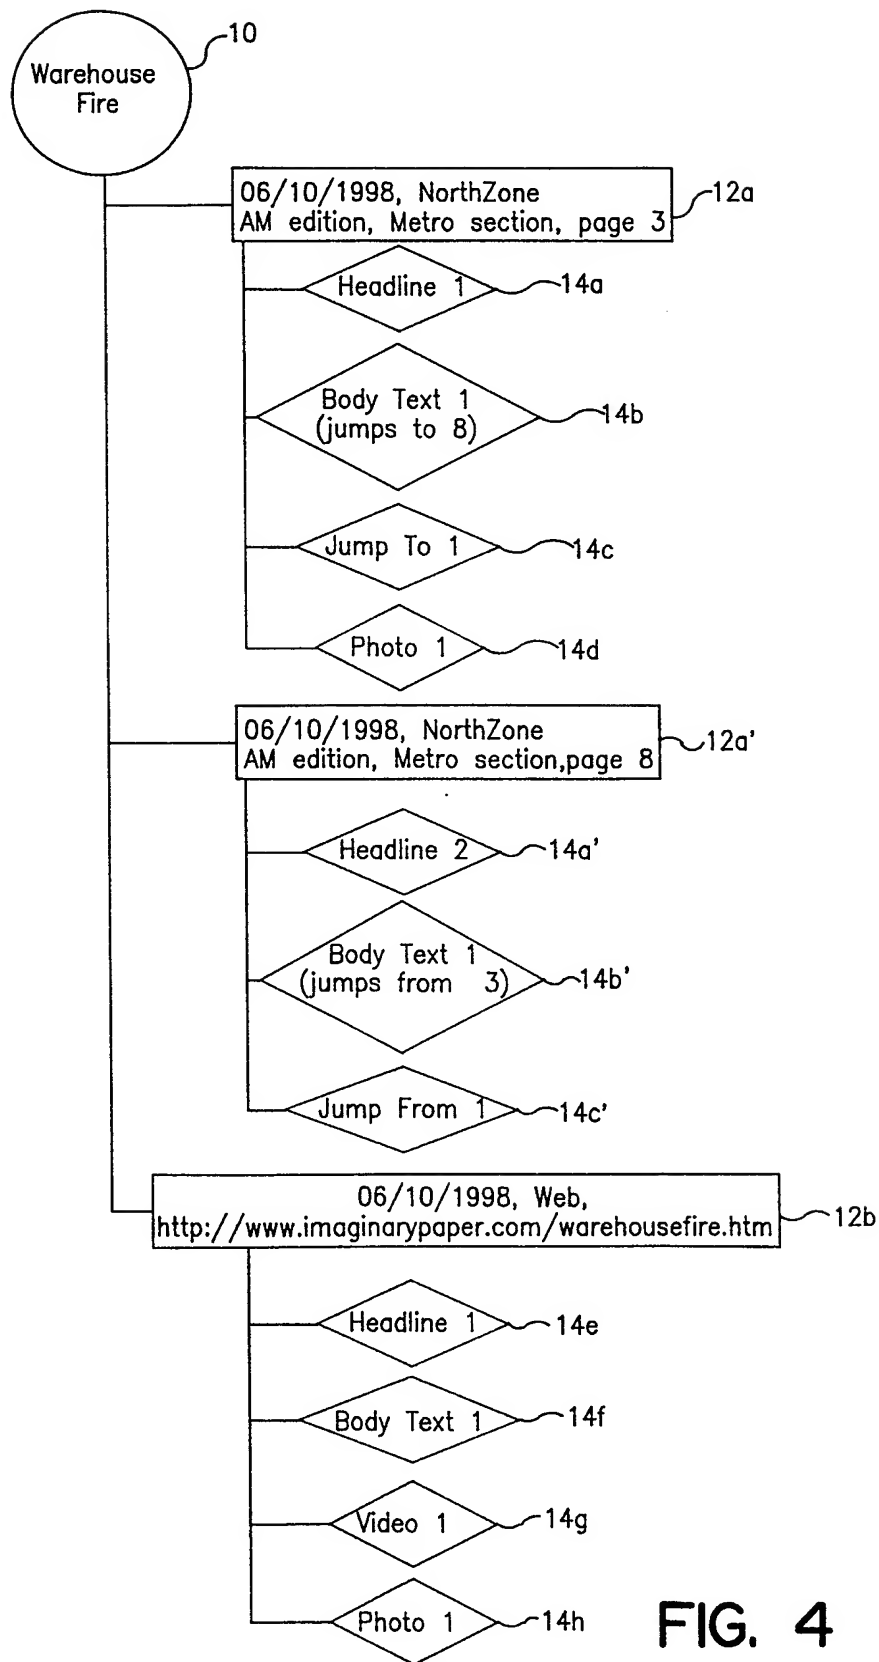 10
Warehouse
Fire
06/10/1998, NorthZone
AM edition, Metro section, page 3
12a
Headline 1
14a
Body Text 1
(jumps to 8)
14b
Jump To 1
14c
Photo 1
14d
06/10/1998, NorthZone
AM edition, Metro section,page 8
12a'
Headline 2
14a'
Body Text 1
(jumps from 3)
14b'
Jump From 1
14c'
06/10/1998, Web,
http://www.imaginarypaper.com/warehousefire.htm
12b
Headline 1
14e
Body Text 1
14f
Video 1
14g
Photo 1
14h
FIG. 4